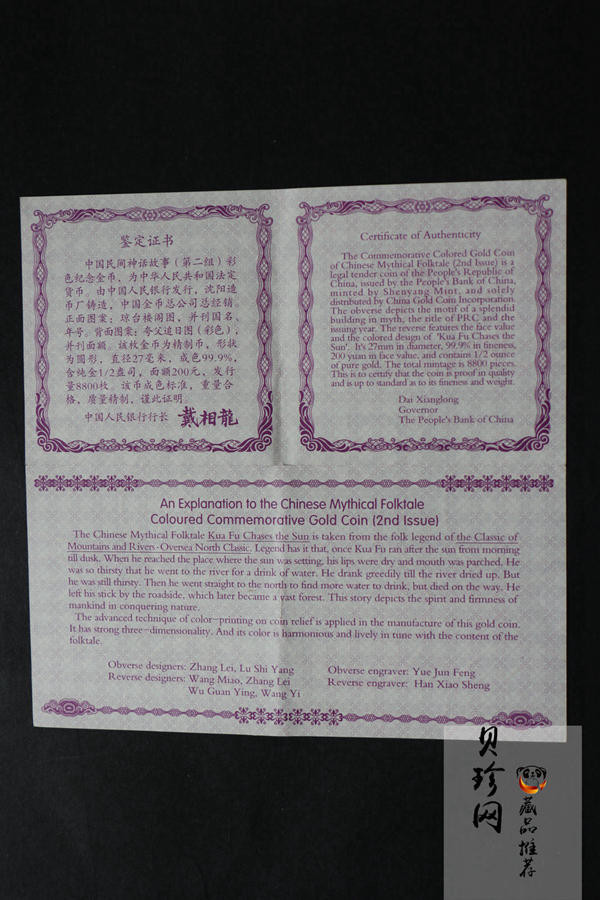 鉴定证书
中国民间神话故事（第二组）彩
色纪念金币，为中华人民共和国法定
货币。由中国人民银行发行，沈阳造
币厂铸造，中国金币总公司总经销。
正面图案：琼台楼阁图，并刊国名、
年号。背面图案：夸父追日图（彩色），
并刊面额。该枚金币为精制币，形状
为圆形，直径27毫米，成色99.9%，
含纯金1/2盎司，面额200元，发行
量8800枚。该币成色标准，重量合
格，质量精制，谨此证明。
中国人民银行行长 戴相龍
Certificate of Authenticity
The Commemorative Colored Gold Coin
of Chinese Mythical Folktale (2nd Issue) is a
legal tender coin of the People's Republic of
China, issued by the People's Bank of China,
minted by Shenyang Mint, and solely
distributed by China Gold Coin Incorporation.
The obverse depicts the motif of a splendid
building in myth, the title of PRC and the
issuing year. The reverse features the face value
and the colored design of 'Kua Fu Chases the
Sun'. It's 27mm in diameter, 99.9% in fineness,
200 yuan in face value, and contains 1/2 ounce
of pure gold. The total mintage is 8800 pieces.
This is to certify that the coin is proof in quality
and is up to standard as to its fineness and weight.
Dai Xianglong
Governor
The People's Bank of China
An Explanation to the Chinese Mythical Folktale
Coloured Commemorative Gold Coin (2nd Issue)
The Chinese Mythical Folktale Kua Fu Chases the Sun is taken from the folk legend of the Classic of
Mountains and Rivers·Oversea North Classic. Legend has it that, once Kua Fu ran after the sun from morning
till dusk. When he reached the place where the sun was setting, his lips were dry and mouth was parched. He
was so thirsty that he went to the river for a drink of water. He drank greedily till the river dried up. But
he was still thirsty. Then he went straight to the north to find more water to drink, but died on the way. He
left his stick by the roadside, which later became a vast forest. This story depicts the spirit and firmness of
mankind in conquering nature.
The advanced technique of color-printing on coin relief is applied in the manufacture of this gold coin.
It has strong three-dimensionality. And its color is harmonious and lively in tune with the content of the
folktale.
Obverse designers: Zhang Lei, Lu Shi Yang
Reverse designers: Wang Miao, Zhang Lei
Wu Guan Ying, Wang Yi
Obverse engraver: Yue Jun Feng
Reverse engraver: Han Xiao Sheng
贝珍网
藏品推荐